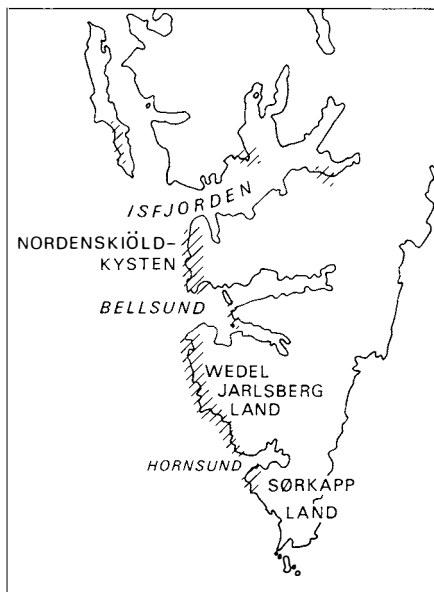 ISFJORDEN
NORDENSKIÖLD-
KYSTEN
BELLSUND
WEDEL
JARLSBERG
LAND
HORNSUND
SØRKAPP
LAND